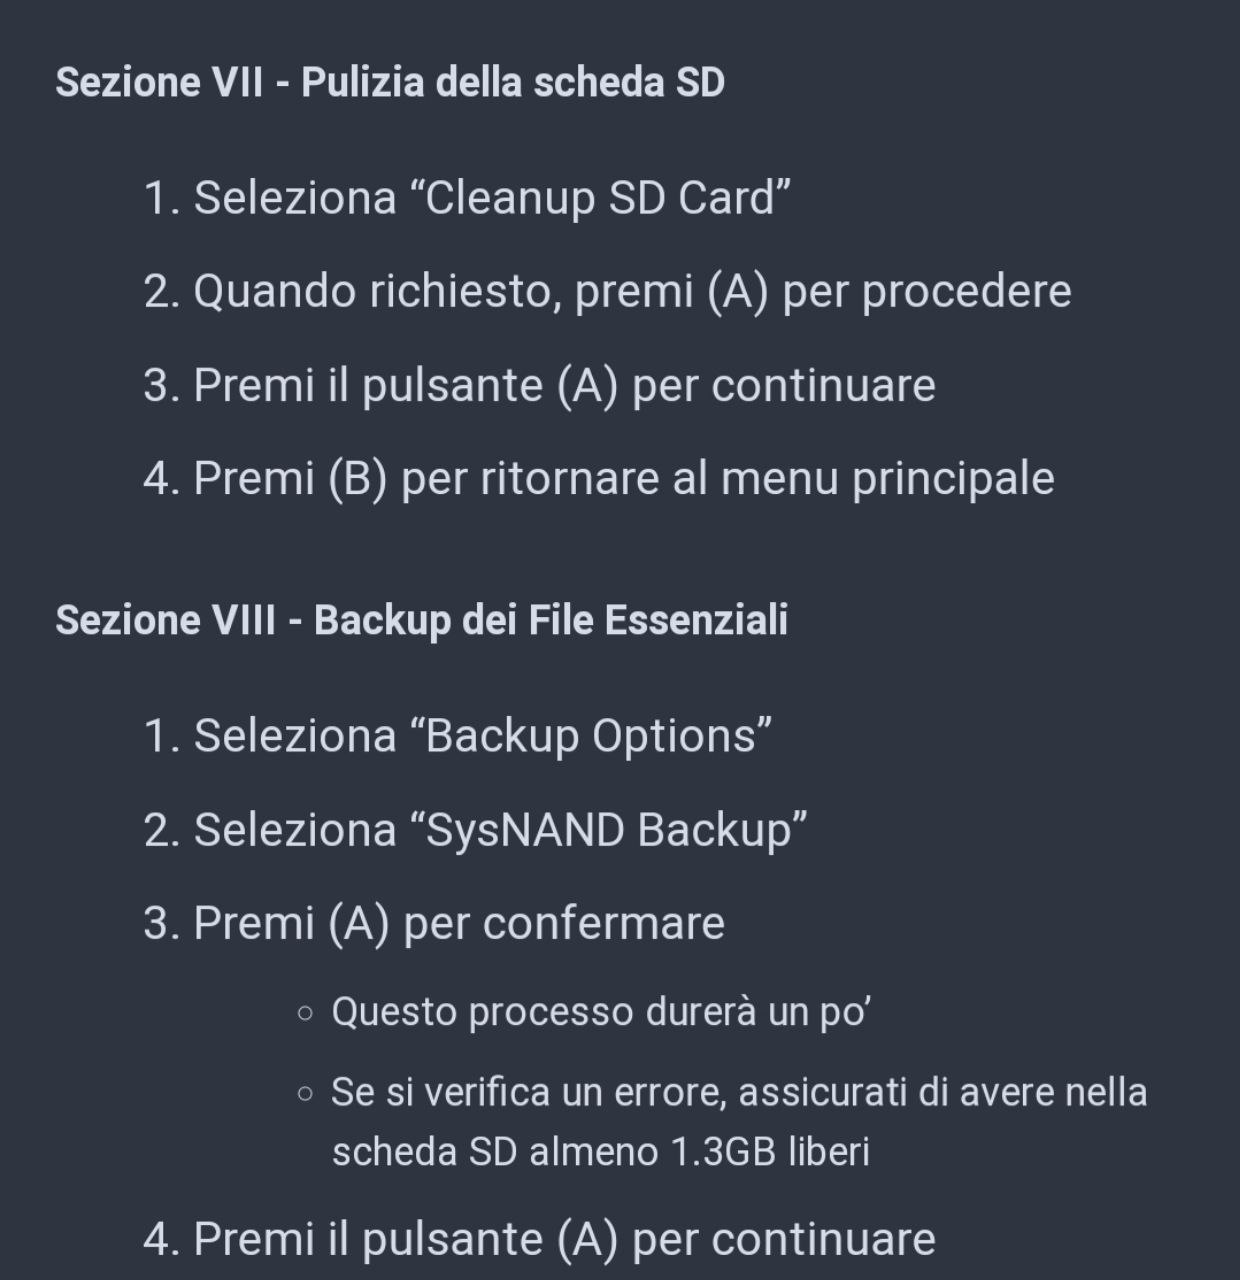 Sezione VII - Pulizia della scheda SD
1. Seleziona “Cleanup SD Card”
2. Quando richiesto, premi (A) per procedere
3. Premi il pulsante (A) per continuare
4. Premi (B) per ritornare al menu principale
Sezione VIII - Backup dei File Essenziali
1. Seleziona “Backup Options”
2. Seleziona “SysNAND Backup”
3. Premi (A) per confermare
◦ Questo processo durerà un po’
◦ Se si verifica un errore, assicurati di avere nella
scheda SD almeno 1.3GB liberi
4. Premi il pulsante (A) per continuare